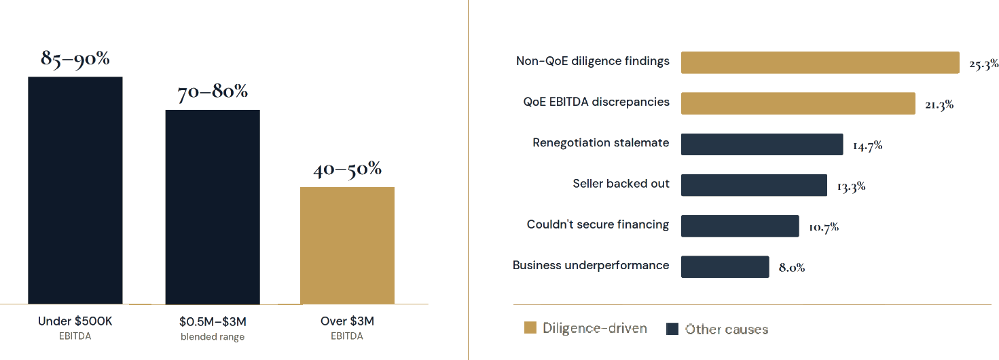 85–90%
70–80%
40–50%
Under $500K
EBITDA
$0.5M–$3M
blended range
Over $3M
EBITDA
Non-QoE diligence findings 25.3%
QoE EBITDA discrepancies 21.3%
Renegotiation stalemate 14.7%
Seller backed out 13.3%
Couldn't secure financing 10.7%
Business underperformance 8.0%
Diligence-driven Other causes